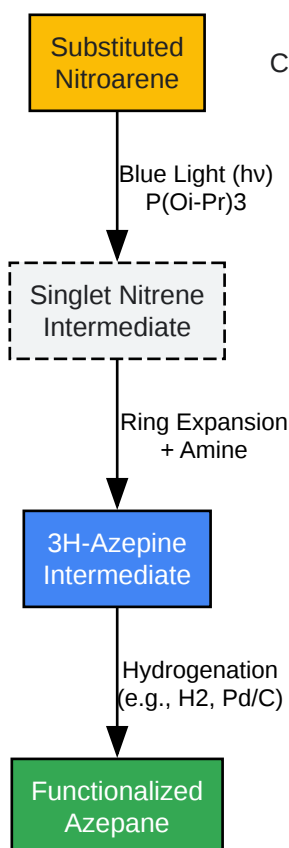 Substituted
Nitroarene
C
Blue Light (hν)
P(Oi-Pr)3
Singlet Nitrene
Intermediate
Ring Expansion
+ Amine
3H-Azepine
Intermediate
Hydrogenation
(e.g., H2, Pd/C)
Functionalized
Azepane